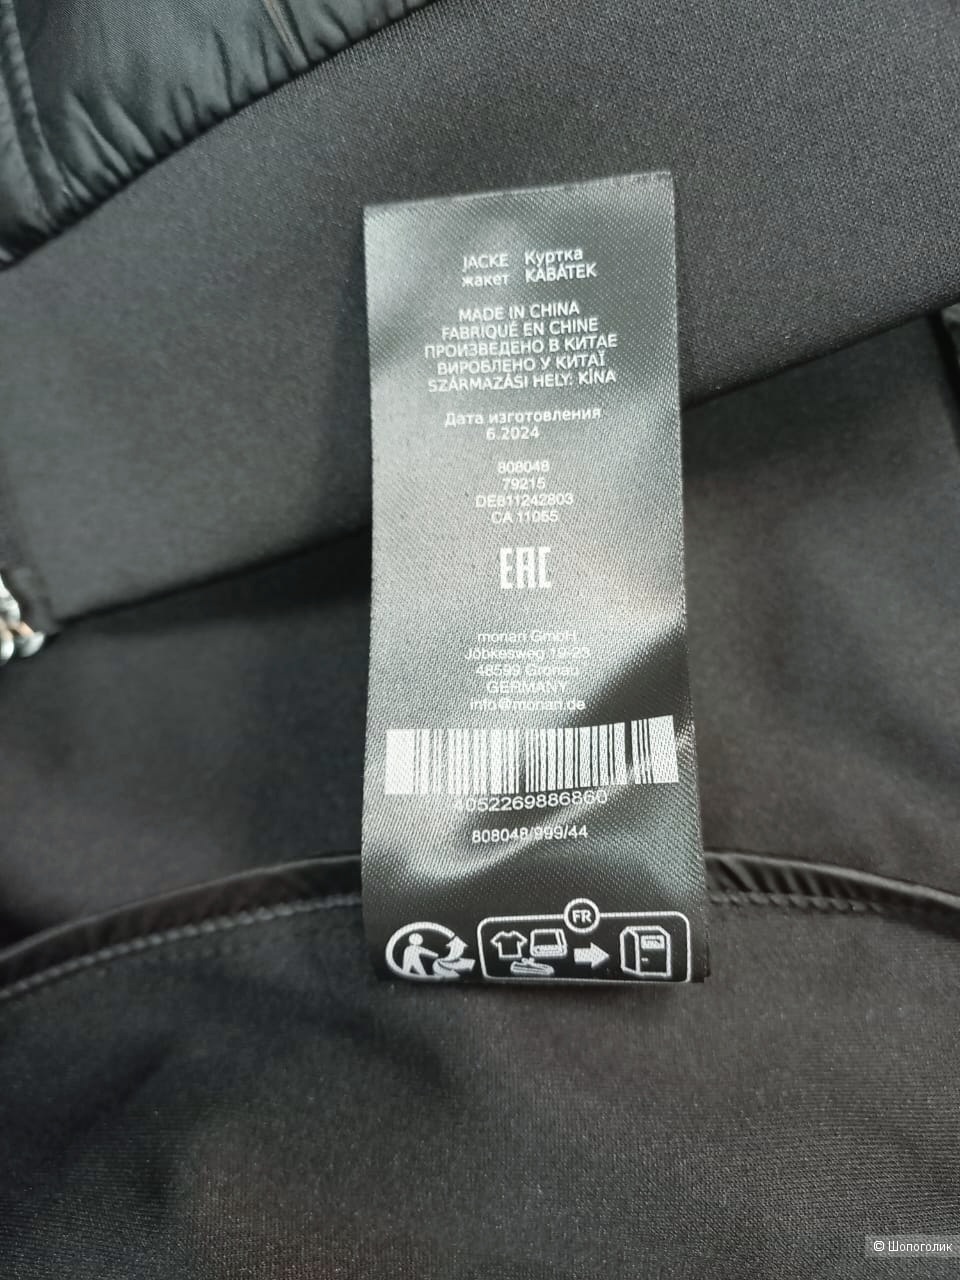 JACKE Куртка
жакет KABÁTEK
MADE IN CHINA
FABRIQUÉ EN CHINE
ПРОИЗВЕДЕНО В КИТАЕ
ВИРОБЛЕНО У КИТАЇ
SZÁRMAZÁSI HELY: KÍNA
Дата изготовления
6.2024
808048
79215
DE811242803
CA 11055
EAC
monari GmbH
Jöbkesweg 19-23
48599 Gronau
GERMANY
info@monari.de
4052269886860
808048/999/44
FR
© Шопоголик